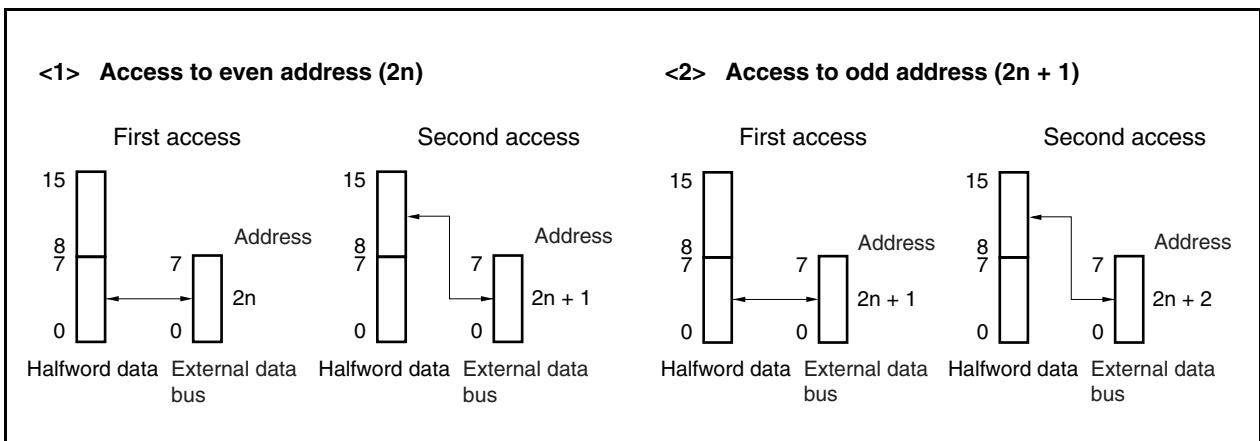 <1> Access to even address (2n)
First access
15
8
7
0
Halfword data
Address
7
2n
0
External data
bus
Second access
15
8
7
0
Halfword data
Address
7
2n + 1
0
External data
bus
<2> Access to odd address (2n + 1)
First access
15
8
7
0
Halfword data
Address
7
2n + 1
0
External data
bus
Second access
15
8
7
0
Halfword data
Address
7
2n + 2
0
External data
bus